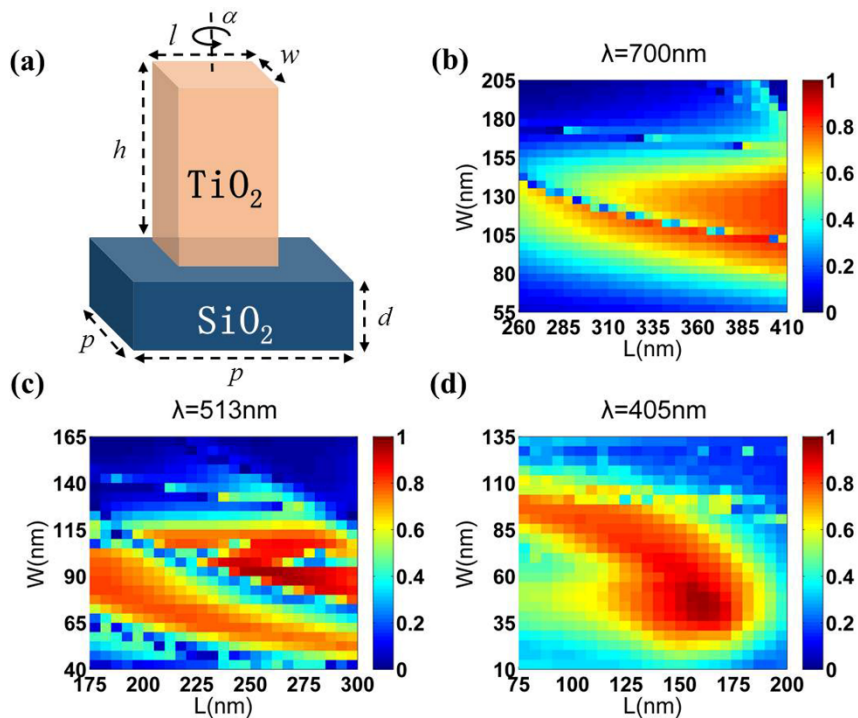 (a)
α
l
w
h
TiO₂
SiO₂
d
p
p
(b)
λ=700nm
W(nm)
205
180
155
130
105
80
55
260 285 310 335 360 385 410
L(nm)
1
0.8
0.6
0.4
0.2
0
(c)
λ=513nm
W(nm)
165
140
115
90
65
40
175 200 225 250 275 300
L(nm)
1
0.8
0.6
0.4
0.2
0
(d)
λ=405nm
W(nm)
135
110
85
60
35
10
75 100 125 150 175 200
L(nm)
1
0.8
0.6
0.4
0.2
0